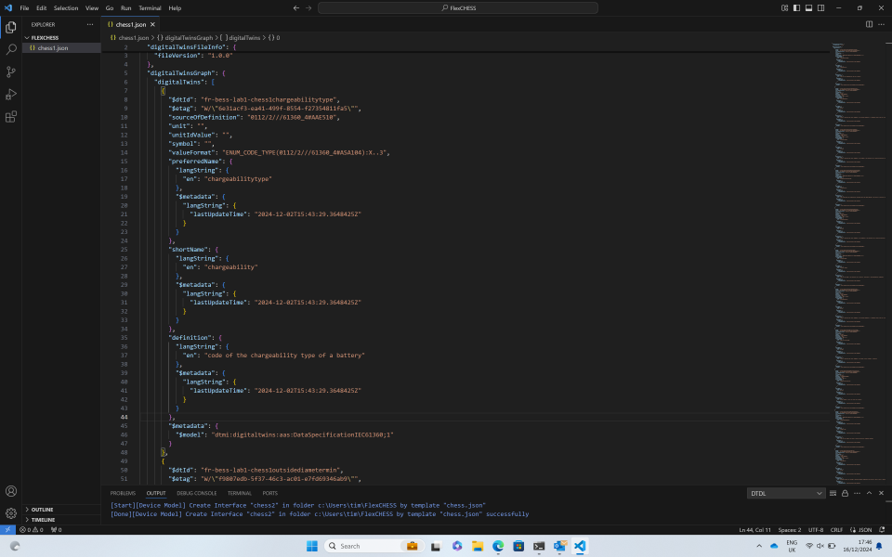 File Edit Selection View Go Run Terminal Help
FlexCHESS
EXPLORER
FLEXCHESS
chess1.json
OUTLINE
TIMELINE
chess1.json
chess1.json > digitalTwinsGraph > digitalTwins > 0
2 "digitalTwinsFileInfo": {
3 "fileVersion": "1.0.0"
4 },
5 "digitalTwinsGraph": {
6 "digitalTwins": [
7 {
8 "$dtId": "fr-bess-lab1-chess1chargeabilitytype",
9 "$etag": "W/\"6e31acf3-ea41-499f-8554-f27354811fa5\"",
10 "sourceOfDefinition": "0112/2///61360_4#AAE510",
11 "unit": "",
12 "unitIdValue": "",
13 "symbol": "",
14 "valueFormat": "ENUM_CODE_TYPE(0112/2///61360_4#ASA104):X..3",
15 "preferredName": {
16 "langString": {
17 "en": "chargeabilitytype"
18 },
19 "$metadata": {
20 "langString": {
21 "lastUpdateTime": "2024-12-02T15:43:29.3648425Z"
22 }
23 }
24 },
25 "shortName": {
26 "langString": {
27 "en": "chargeability"
28 },
29 "$metadata": {
30 "langString": {
31 "lastUpdateTime": "2024-12-02T15:43:29.3648425Z"
32 }
33 }
34 },
35 "definition": {
36 "langString": {
37 "en": "code of the chargeability type of a battery"
38 },
39 "$metadata": {
40 "langString": {
41 "lastUpdateTime": "2024-12-02T15:43:29.3648425Z"
42 }
43 }
44 },
45 "$metadata": {
46 "$model": "dtmi:digitaltwins:aas:DataSpecificationIEC61360;1"
47 }
48 },
49 {
50 "$dtId": "fr-bess-lab1-chess1outsidediametermin",
51 "$etag": "W/\"f9807edb-5f37-46c3-ac01-e7fd69346ab9\"",
PROBLEMS OUTPUT DEBUG CONSOLE TERMINAL PORTS
DTDL
[Start][Device Model] Create Interface "chess2" in folder c:\Users\tim\FlexCHESS by template "chess.json"
[Done][Device Model] Create Interface "chess2" in folder c:\Users\tim\FlexCHESS by template "chess.json" successfully
0 0 0
Ln 44, Col 11 Spaces: 2 UTF-8 CRLF JSON
Search
ENG
UK
17:46
16/12/2024